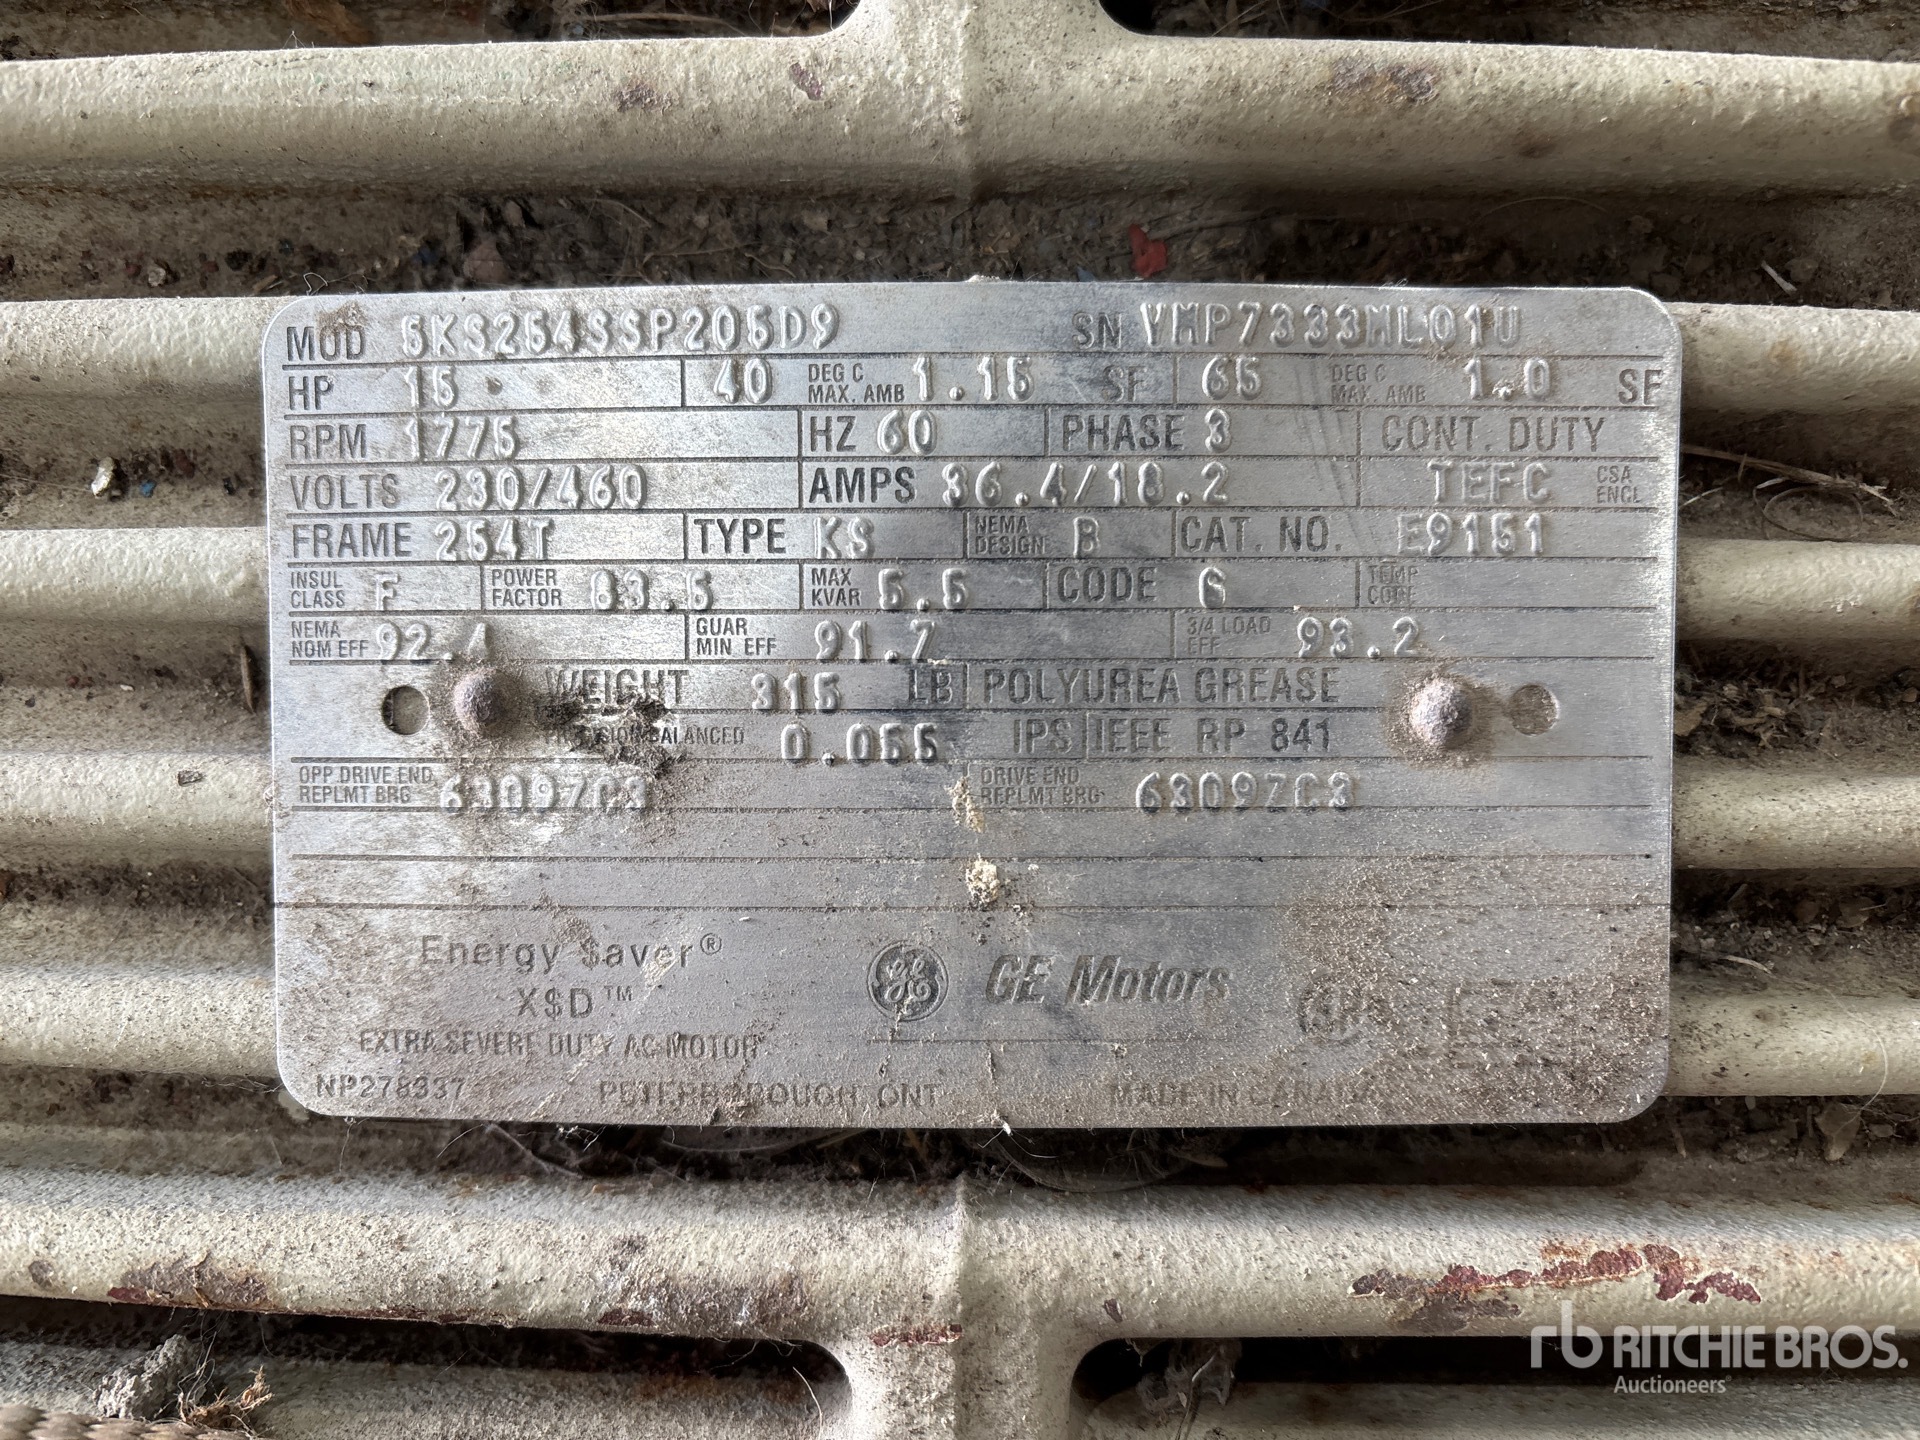 MOD 5KS254SSP205D9 SN YMP7333ML01U
HP 15 40 DEG C MAX. AMB 1.15 SF 65 DEG C MAX. AMB 1.0 SF
RPM 1775 HZ 60 PHASE 3 CONT. DUTY
VOLTS 230/460 AMPS 36.4/18.2 TEFC CSA ENCL
FRAME 254T TYPE KS NEMA DESIGN B CAT. NO. E9151
INSUL CLASS F POWER FACTOR 83.5 MAX KVAR 5.5 CODE G TEMP CODE
NEMA NOM EFF 92.4 GUAR MIN EFF 91.7 3/4 LOAD EFF 93.2
WEIGHT 315 LB POLYUREA GREASE
PRECISION BALANCED 0.055 IPS IEEE RP 841
OPP DRIVE END REPLMT BRG 6309ZC3 DRIVE END REPLMT BRG 6309ZC3
Energy $aver®
X$D™
EXTRA SEVERE DUTY AC MOTOR
GE GE Motors
NP278337 PETERBOROUGH, ONT MADE IN CANADA
rb RITCHIE BROS.
Auctioneers